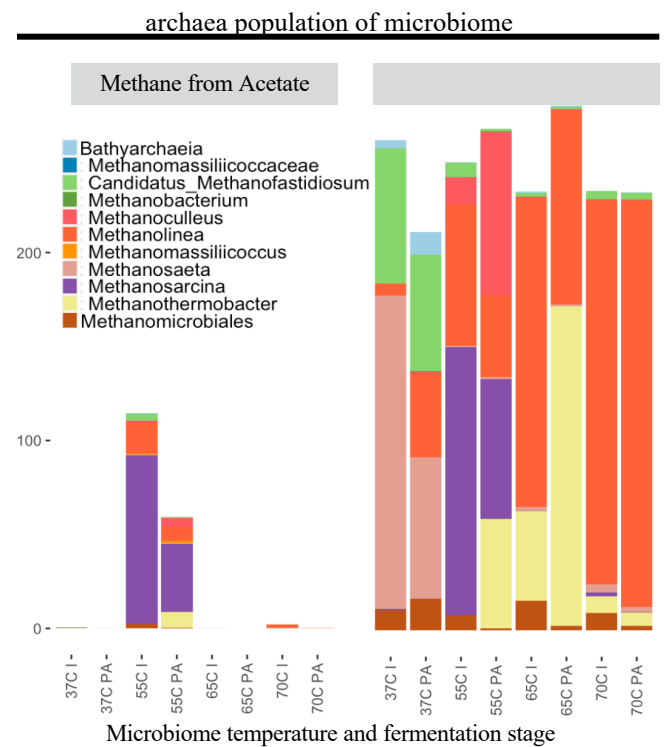 archaea population of microbiome
Methane from Acetate
Bathyarchaeia
Methanomassiliicoccaceae
Candidatus_Methanofastidiosum
Methanobacterium
Methanoculleus
Methanolinea
Methanomassiliicoccus
Methanosaeta
Methanosarcina
Methanothermobacter
Methanomicrobiales
200
100
0
37C I -
37C PA -
55C I -
55C PA -
65C I -
65C PA -
70C I -
70C PA -
37C I -
37C PA -
55C I -
55C PA -
65C I -
65C PA -
70C I -
70C PA -
Microbiome temperature and fermentation stage